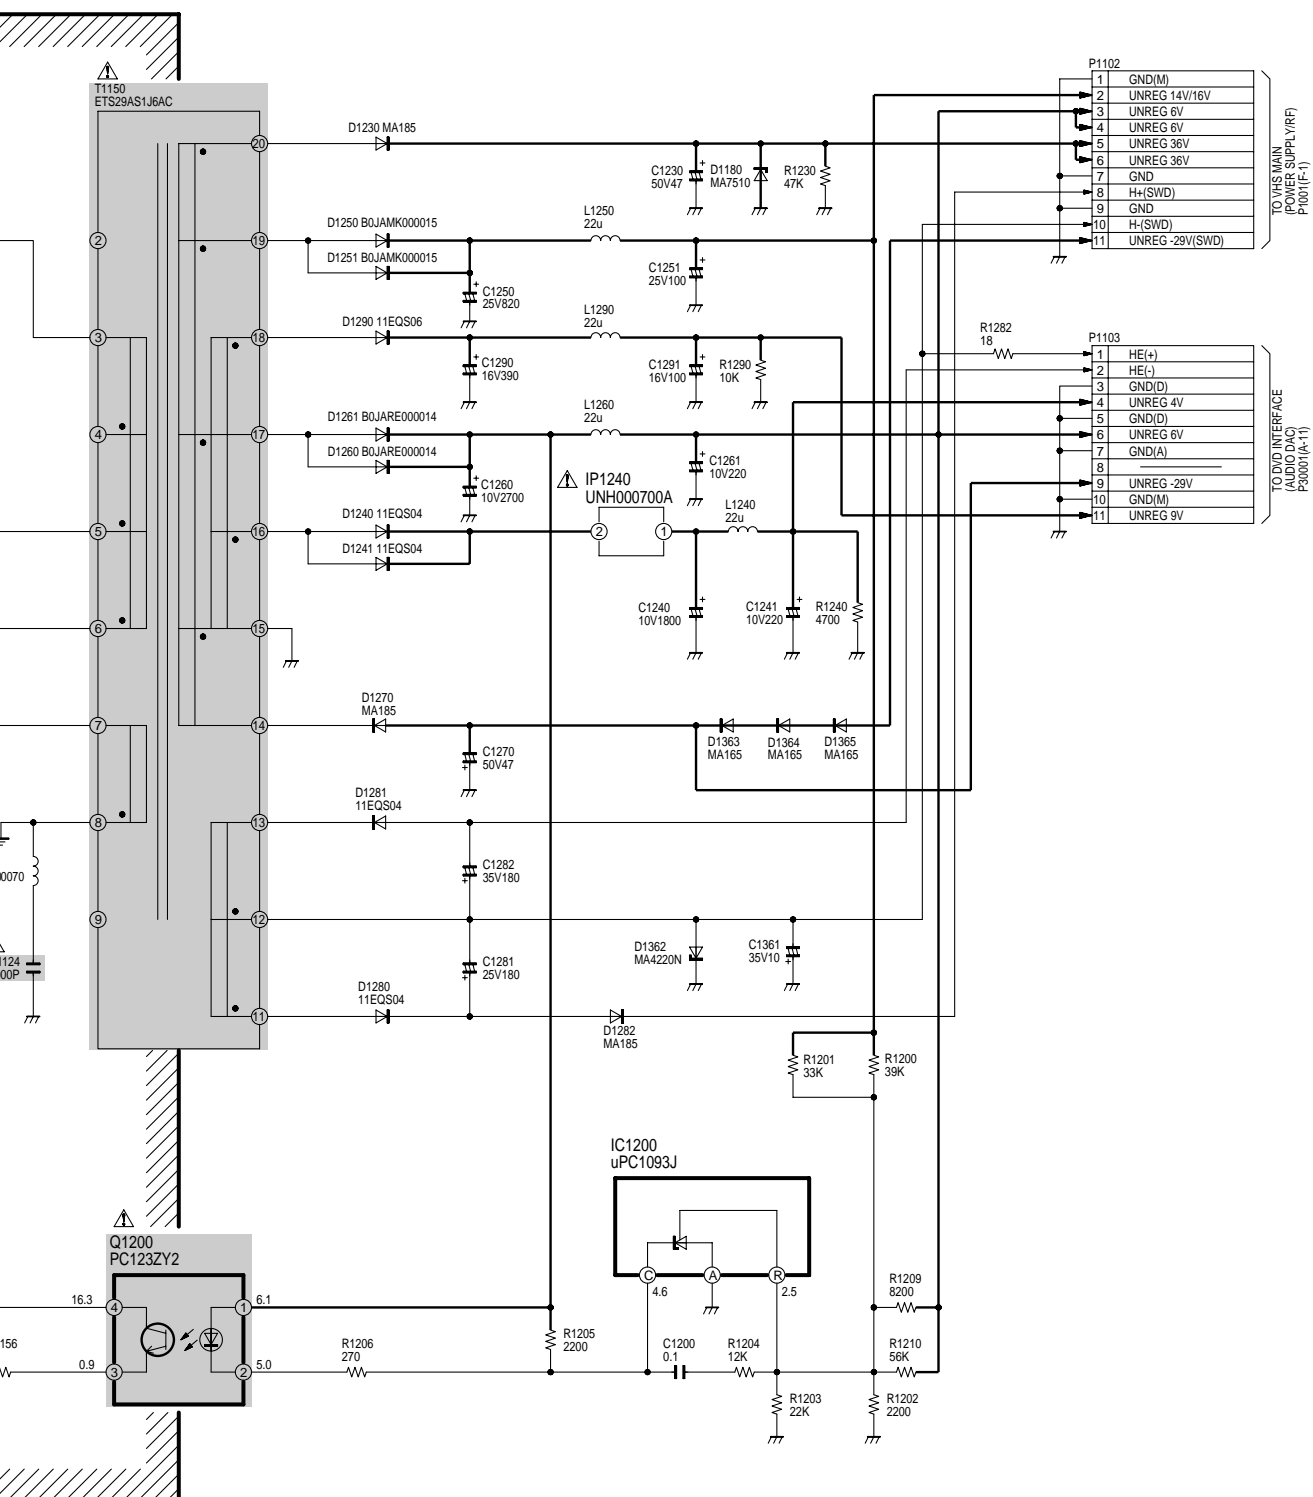 T1150
ETS29AS1J6AC
20
19
18
17
16
15
14
13
12
11
2
3
4
5
6
7
8
9
D1230 MA185
C1230
50V47
D1180
MA7510
R1230
47K
D1250 B0JAMK000015
D1251 B0JAMK000015
C1250
25V820
L1250
22u
C1251
25V100
D1290 11EQS06
C1290
16V390
L1290
22u
C1291
16V100
R1290
10K
D1261 B0JARE000014
D1260 B0JARE000014
C1260
10V2700
L1260
22u
C1261
10V220
D1240 11EQS04
D1241 11EQS04
IP1240
UNH000700A
2
1
L1240
22u
C1240
10V1800
C1241
10V220
R1240
4700
D1270
MA185
C1270
50V47
D1363
MA165
D1364
MA165
D1365
MA165
D1281
11EQS04
C1282
35V180
C1281
25V180
D1280
11EQS04
D1362
MA4220N
C1361
35V10
D1282
MA185
R1282
18
P1102
1 GND(M)
2 UNREG 14V/16V
3 UNREG 6V
4 UNREG 6V
5 UNREG 36V
6 UNREG 36V
7 GND
8 H+(SWD)
9 GND
10 H-(SWD)
11 UNREG -29V(SWD)
TO VHS MAIN
(POWER SUPPLY/RF)
P1001(F-1)
P1103
1 HE(+)
2 HE(-)
3 GND(D)
4 UNREG 4V
5 GND(D)
6 UNREG 6V
7 GND(A)
8
9 UNREG -29V
10 GND(M)
11 UNREG 9V
TO DVD INTERFACE
(AUDIO DAC)
P30001(A-11)
R1201
33K
R1200
39K
IC1200
uPC1093J
C
A
R
4.6
2.5
R1209
8200
R1210
56K
R1202
2200
R1203
22K
R1204
12K
C1200
0.1
R1205
2200
R1206
270
Q1200
PC123ZY2
16.3
4
1
6.1
0.9
3
2
5.0
156
0070
1124
00P